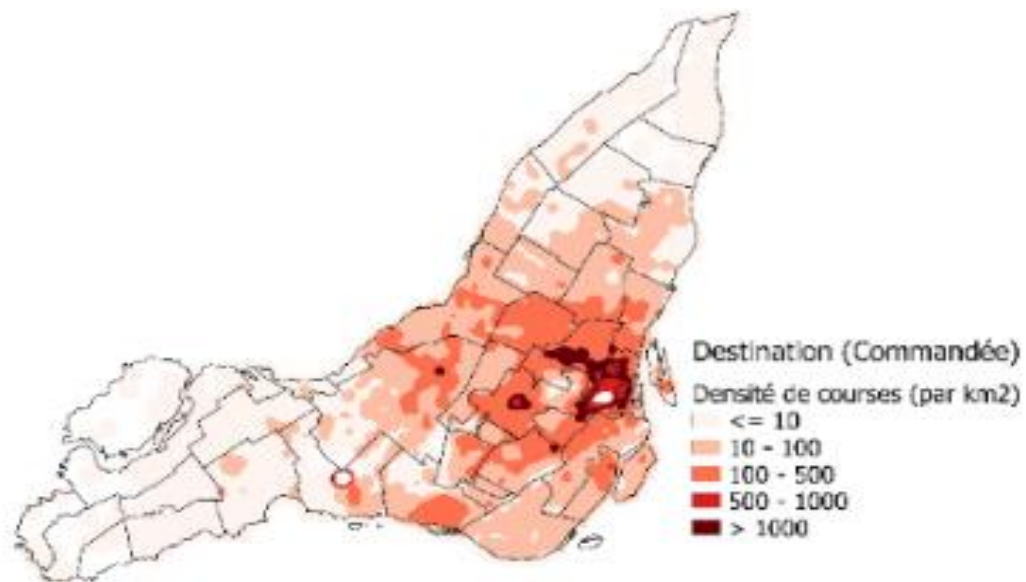 Destination (Commandée)
Densité de courses (par km2)
<= 10
10 - 100
100 - 500
500 - 1000
> 1000